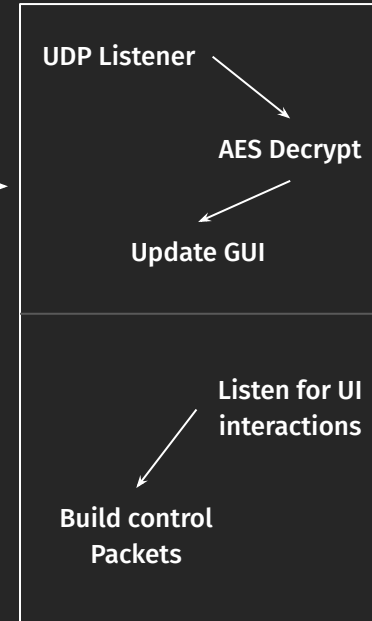 UDP Listener
AES Decrypt
Update GUI
Listen for UI
interactions
Build control
Packets